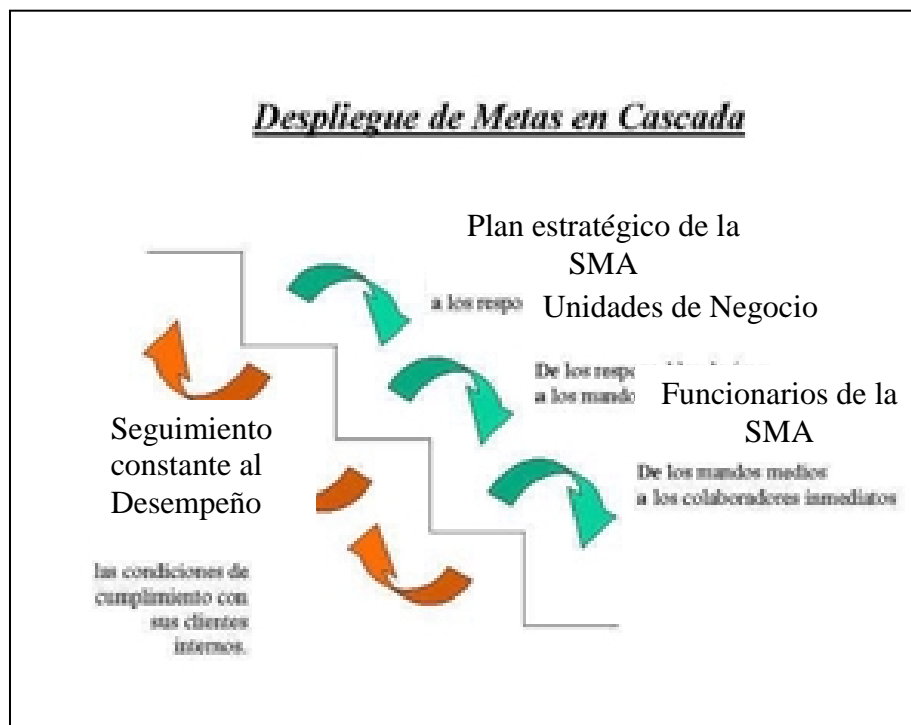 Despliegue de Metas en Cascada
Plan estratégico de la
SMA
a los respo
Unidades de Negocio
De los respo
a los mando
Funcionarios de la
SMA
De los mandos medios
a los colaboradores inmediatos
Seguimiento
constante al
Desempeño
las condiciones de
cumplimiento con
sus clientes
internos.